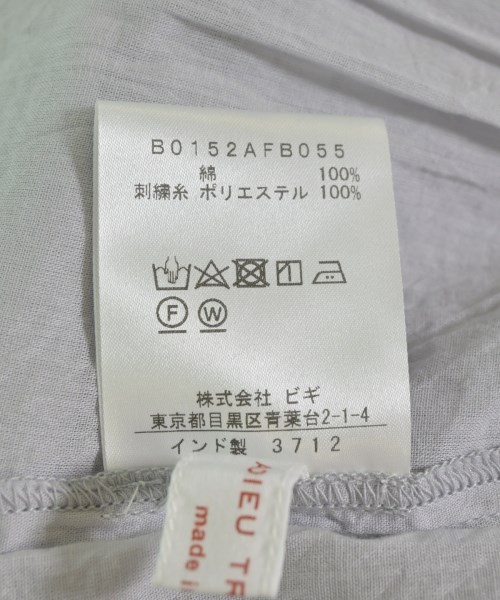 B0152AFB055
綿 100%
刺繍糸 ポリエステル 100%
F W
株式会社 ビギ
東京都目黒区青葉台2-1-4
インド製 3712
made